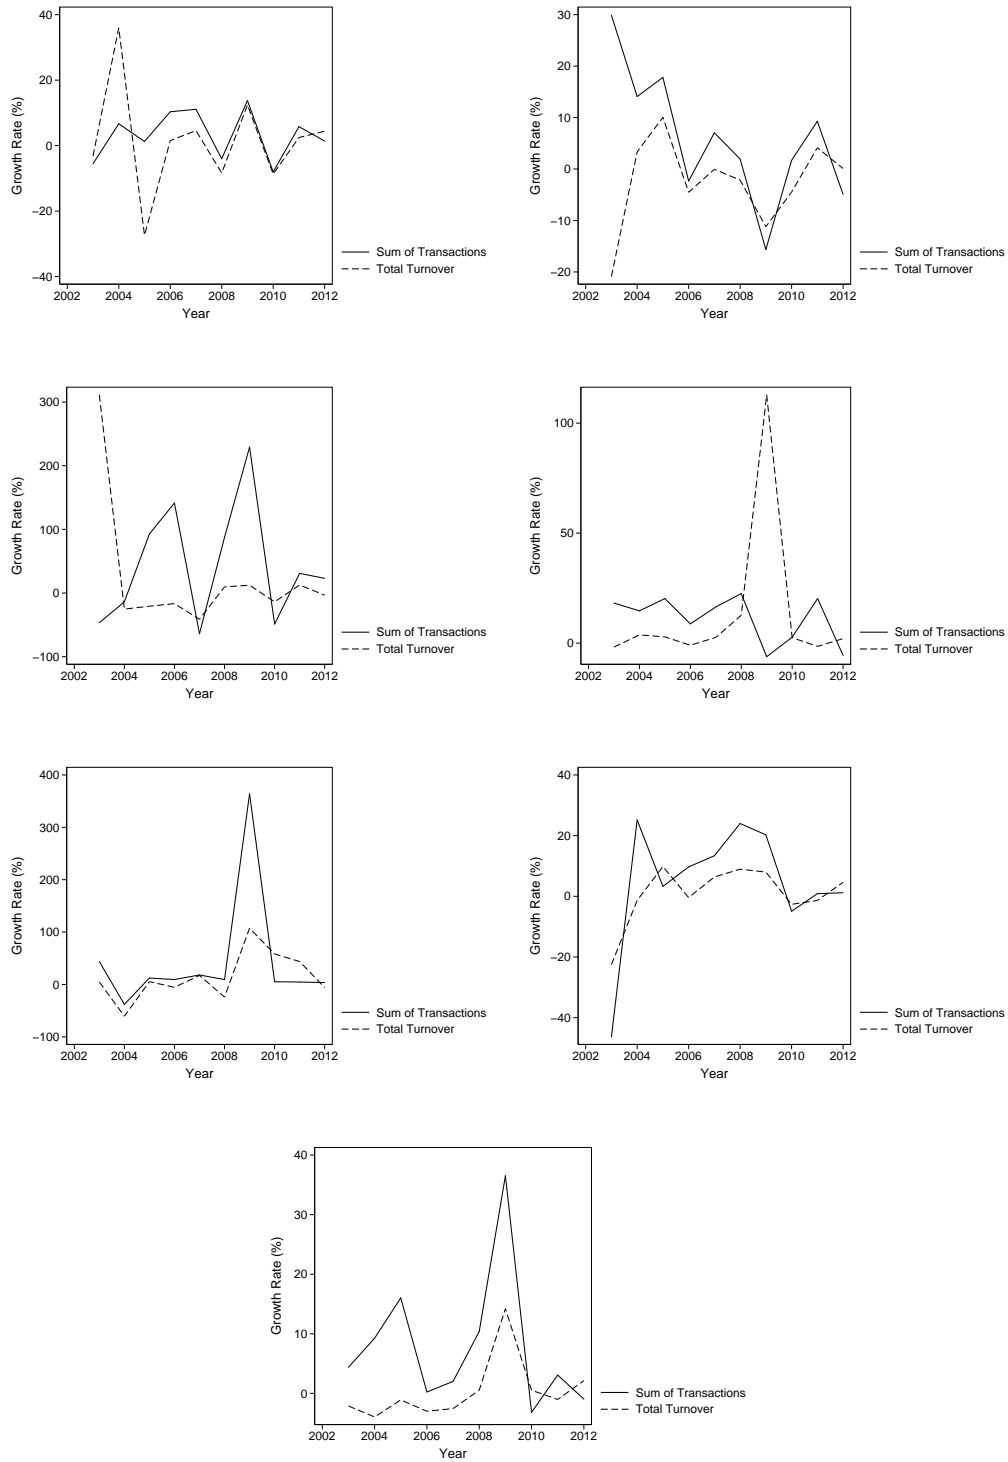 40
20
0
−20
−40
Growth Rate (%)
2002 2004 2006 2008 2010 2012
Year
Sum of Transactions
Total Turnover
30
20
10
0
−10
−20
Growth Rate (%)
2002 2004 2006 2008 2010 2012
Year
Sum of Transactions
Total Turnover
300
200
100
0
−100
Growth Rate (%)
2002 2004 2006 2008 2010 2012
Year
Sum of Transactions
Total Turnover
100
50
0
Growth Rate (%)
2002 2004 2006 2008 2010 2012
Year
Sum of Transactions
Total Turnover
400
300
200
100
0
−100
Growth Rate (%)
2002 2004 2006 2008 2010 2012
Year
Sum of Transactions
Total Turnover
40
20
0
−20
−40
Growth Rate (%)
2002 2004 2006 2008 2010 2012
Year
Sum of Transactions
Total Turnover
40
30
20
10
0
Growth Rate (%)
2002 2004 2006 2008 2010 2012
Year
Sum of Transactions
Total Turnover